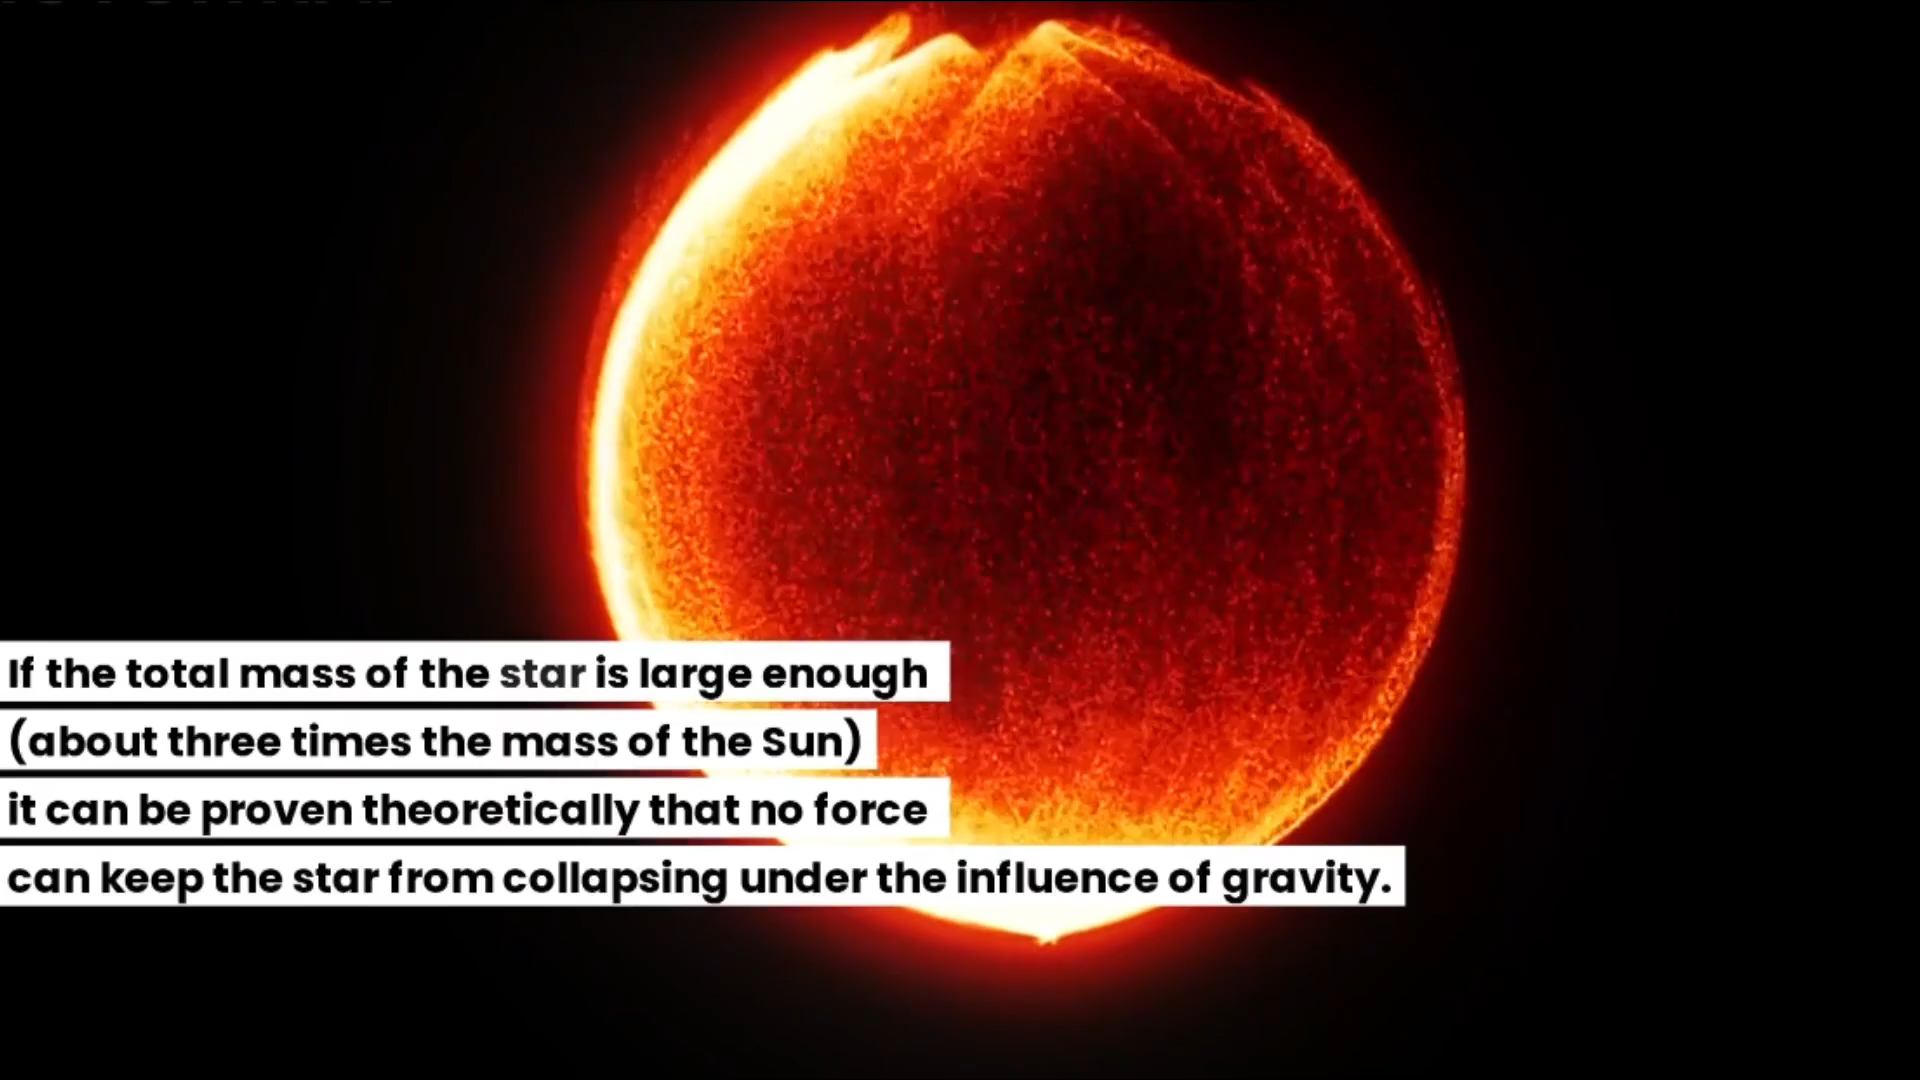 If the total mass of the star is large enough
(about three times the mass of the Sun)
it can be proven theoretically that no force
can keep the star from collapsing under the influence of gravity.